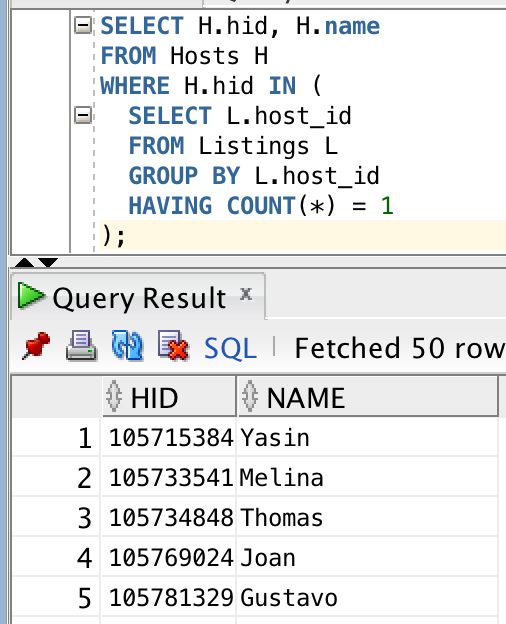 SELECT H.hid, H.name
FROM Hosts H
WHERE H.hid IN (
SELECT L.host_id
FROM Listings L
GROUP BY L.host_id
HAVING COUNT(*) = 1
);
Query Result x
SQL | Fetched 50 row
HID NAME
1 105715384 Yasin
2 105733541 Melina
3 105734848 Thomas
4 105769024 Joan
5 105781329 Gustavo